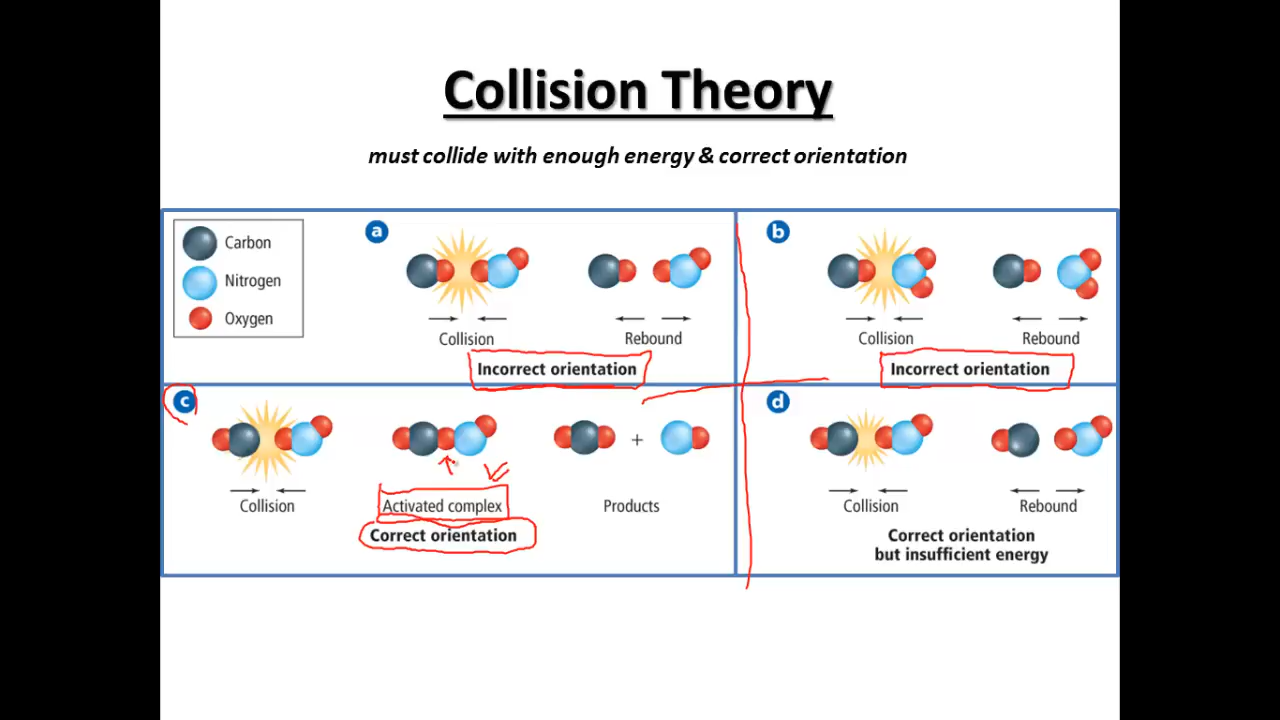 Collision Theory
must collide with enough energy & correct orientation
Carbon
Nitrogen
Oxygen
a
Collision
Rebound
Incorrect orientation
b
Collision
Rebound
Incorrect orientation
c
+
Collision
Activated complex
Products
Correct orientation
d
Collision
Rebound
Correct orientation
but insufficient energy